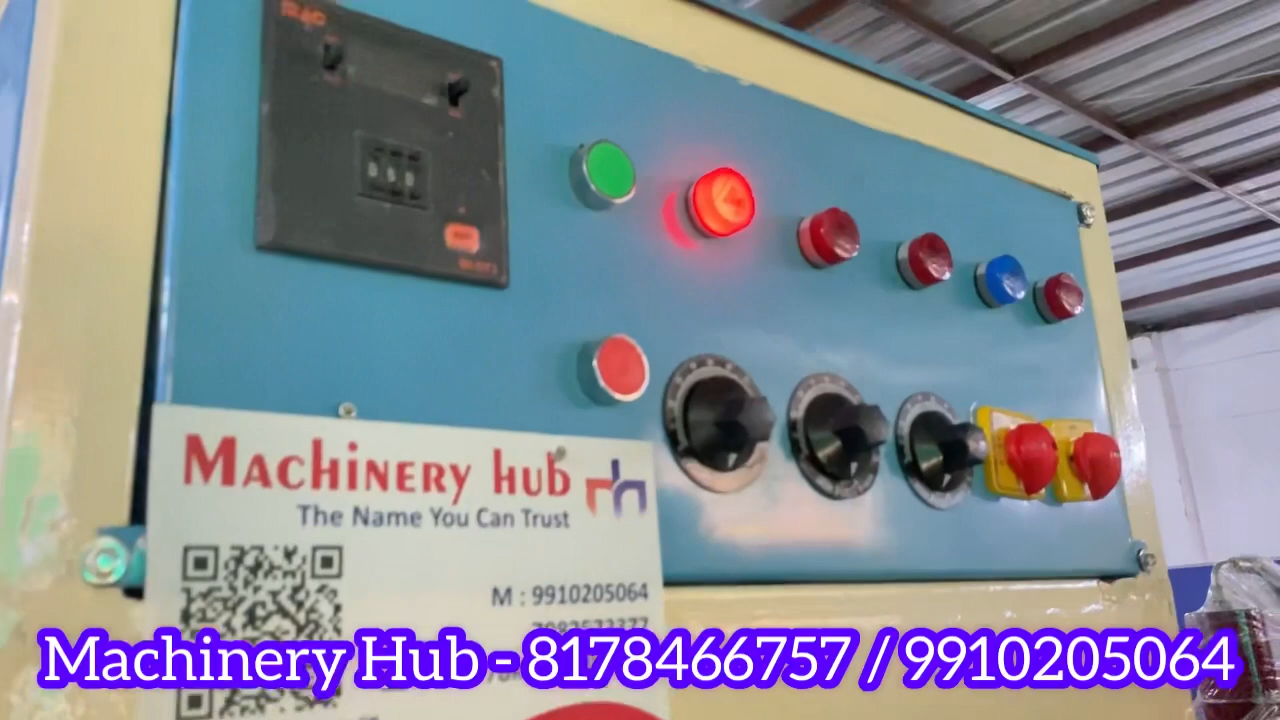 MACHINERY HUB
The Name You Can Trust
M : 9910205064
Machinery Hub - 8178466757 / 9910205064